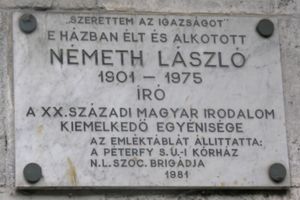 „SZERETTEM AZ IGAZSÁGOT"
E HÁZBAN ÉLT ÉS ALKOTOTT
NÉMETH LÁSZLÓ
1901 – 1975
ÍRÓ
A XX. SZÁZADI MAGYAR IRODALOM
KIEMELKEDŐ EGYÉNISÉGE
AZ EMLÉKTÁBLÁT ÁLLITTATTA:
A PÉTERFY S.U.-I KÓRHÁZ
N.L. SZOC. BRIGÁDJA
1981